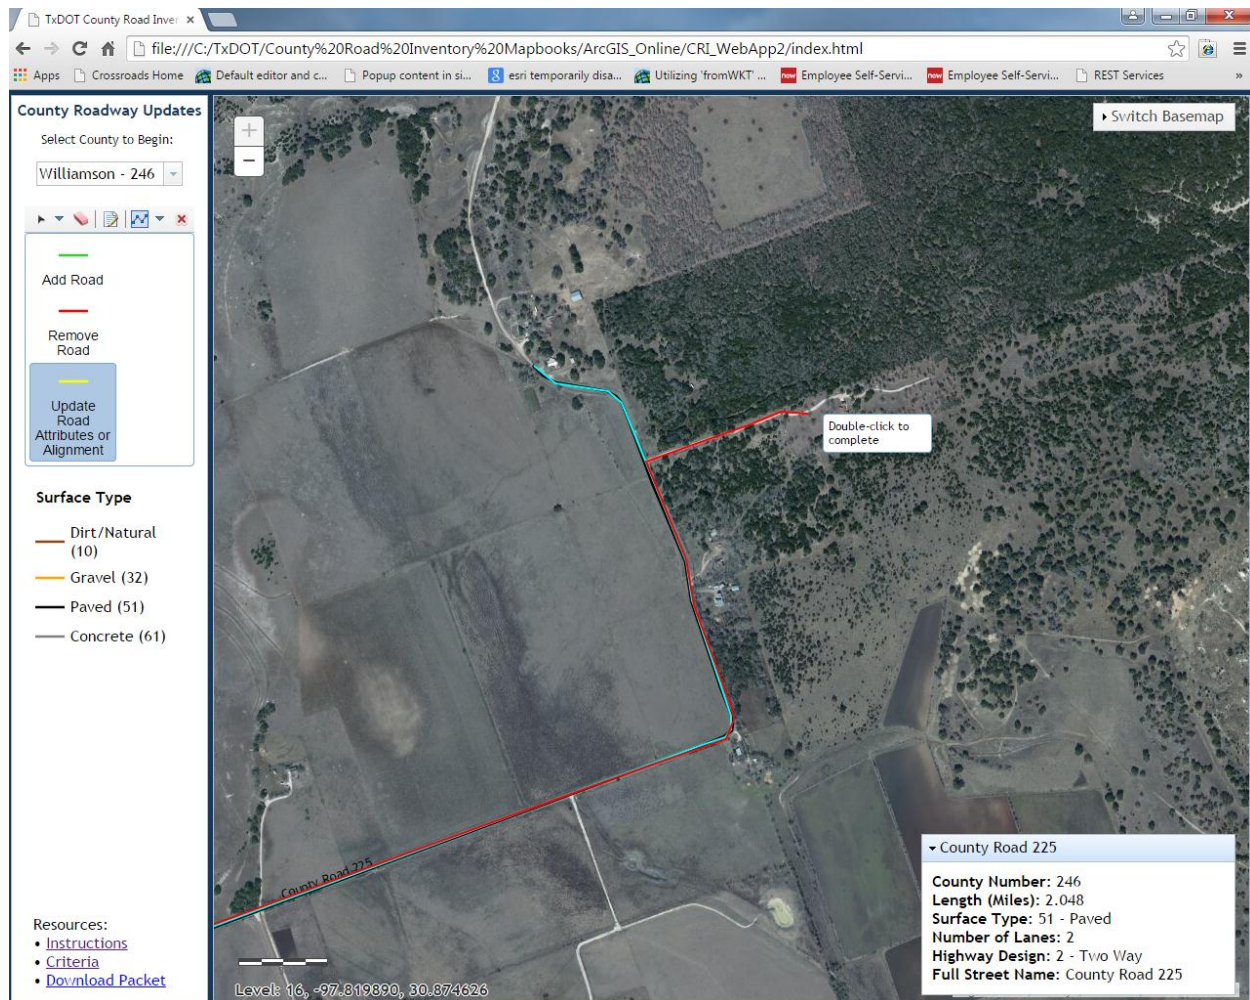 TxDOT County Road Inver
file:///C:/TxDOT/County%20Road%20Inventory%20Mapbooks/ArcGIS_Online/CRI_WebApp2/index.html
Apps Crossroads Home Default editor and c... Popup content in si... esri temporarily disa... Utilizing 'fromWKT' ... Employee Self-Servi... Employee Self-Servi... REST Services »
County Roadway Updates
Select County to Begin:
Williamson - 246
Add Road
Remove
Road
Update
Road
Attributes or
Alignment
Surface Type
Dirt/Natural
(10)
Gravel (32)
Paved (51)
Concrete (61)
Resources:
• Instructions
• Criteria
• Download Packet
+
−
Switch Basemap
Double-click to
complete
County Road 225
Level: 16, -97.819890, 30.874626
County Road 225
County Number: 246
Length (Miles): 2.048
Surface Type: 51 - Paved
Number of Lanes: 2
Highway Design: 2 - Two Way
Full Street Name: County Road 225